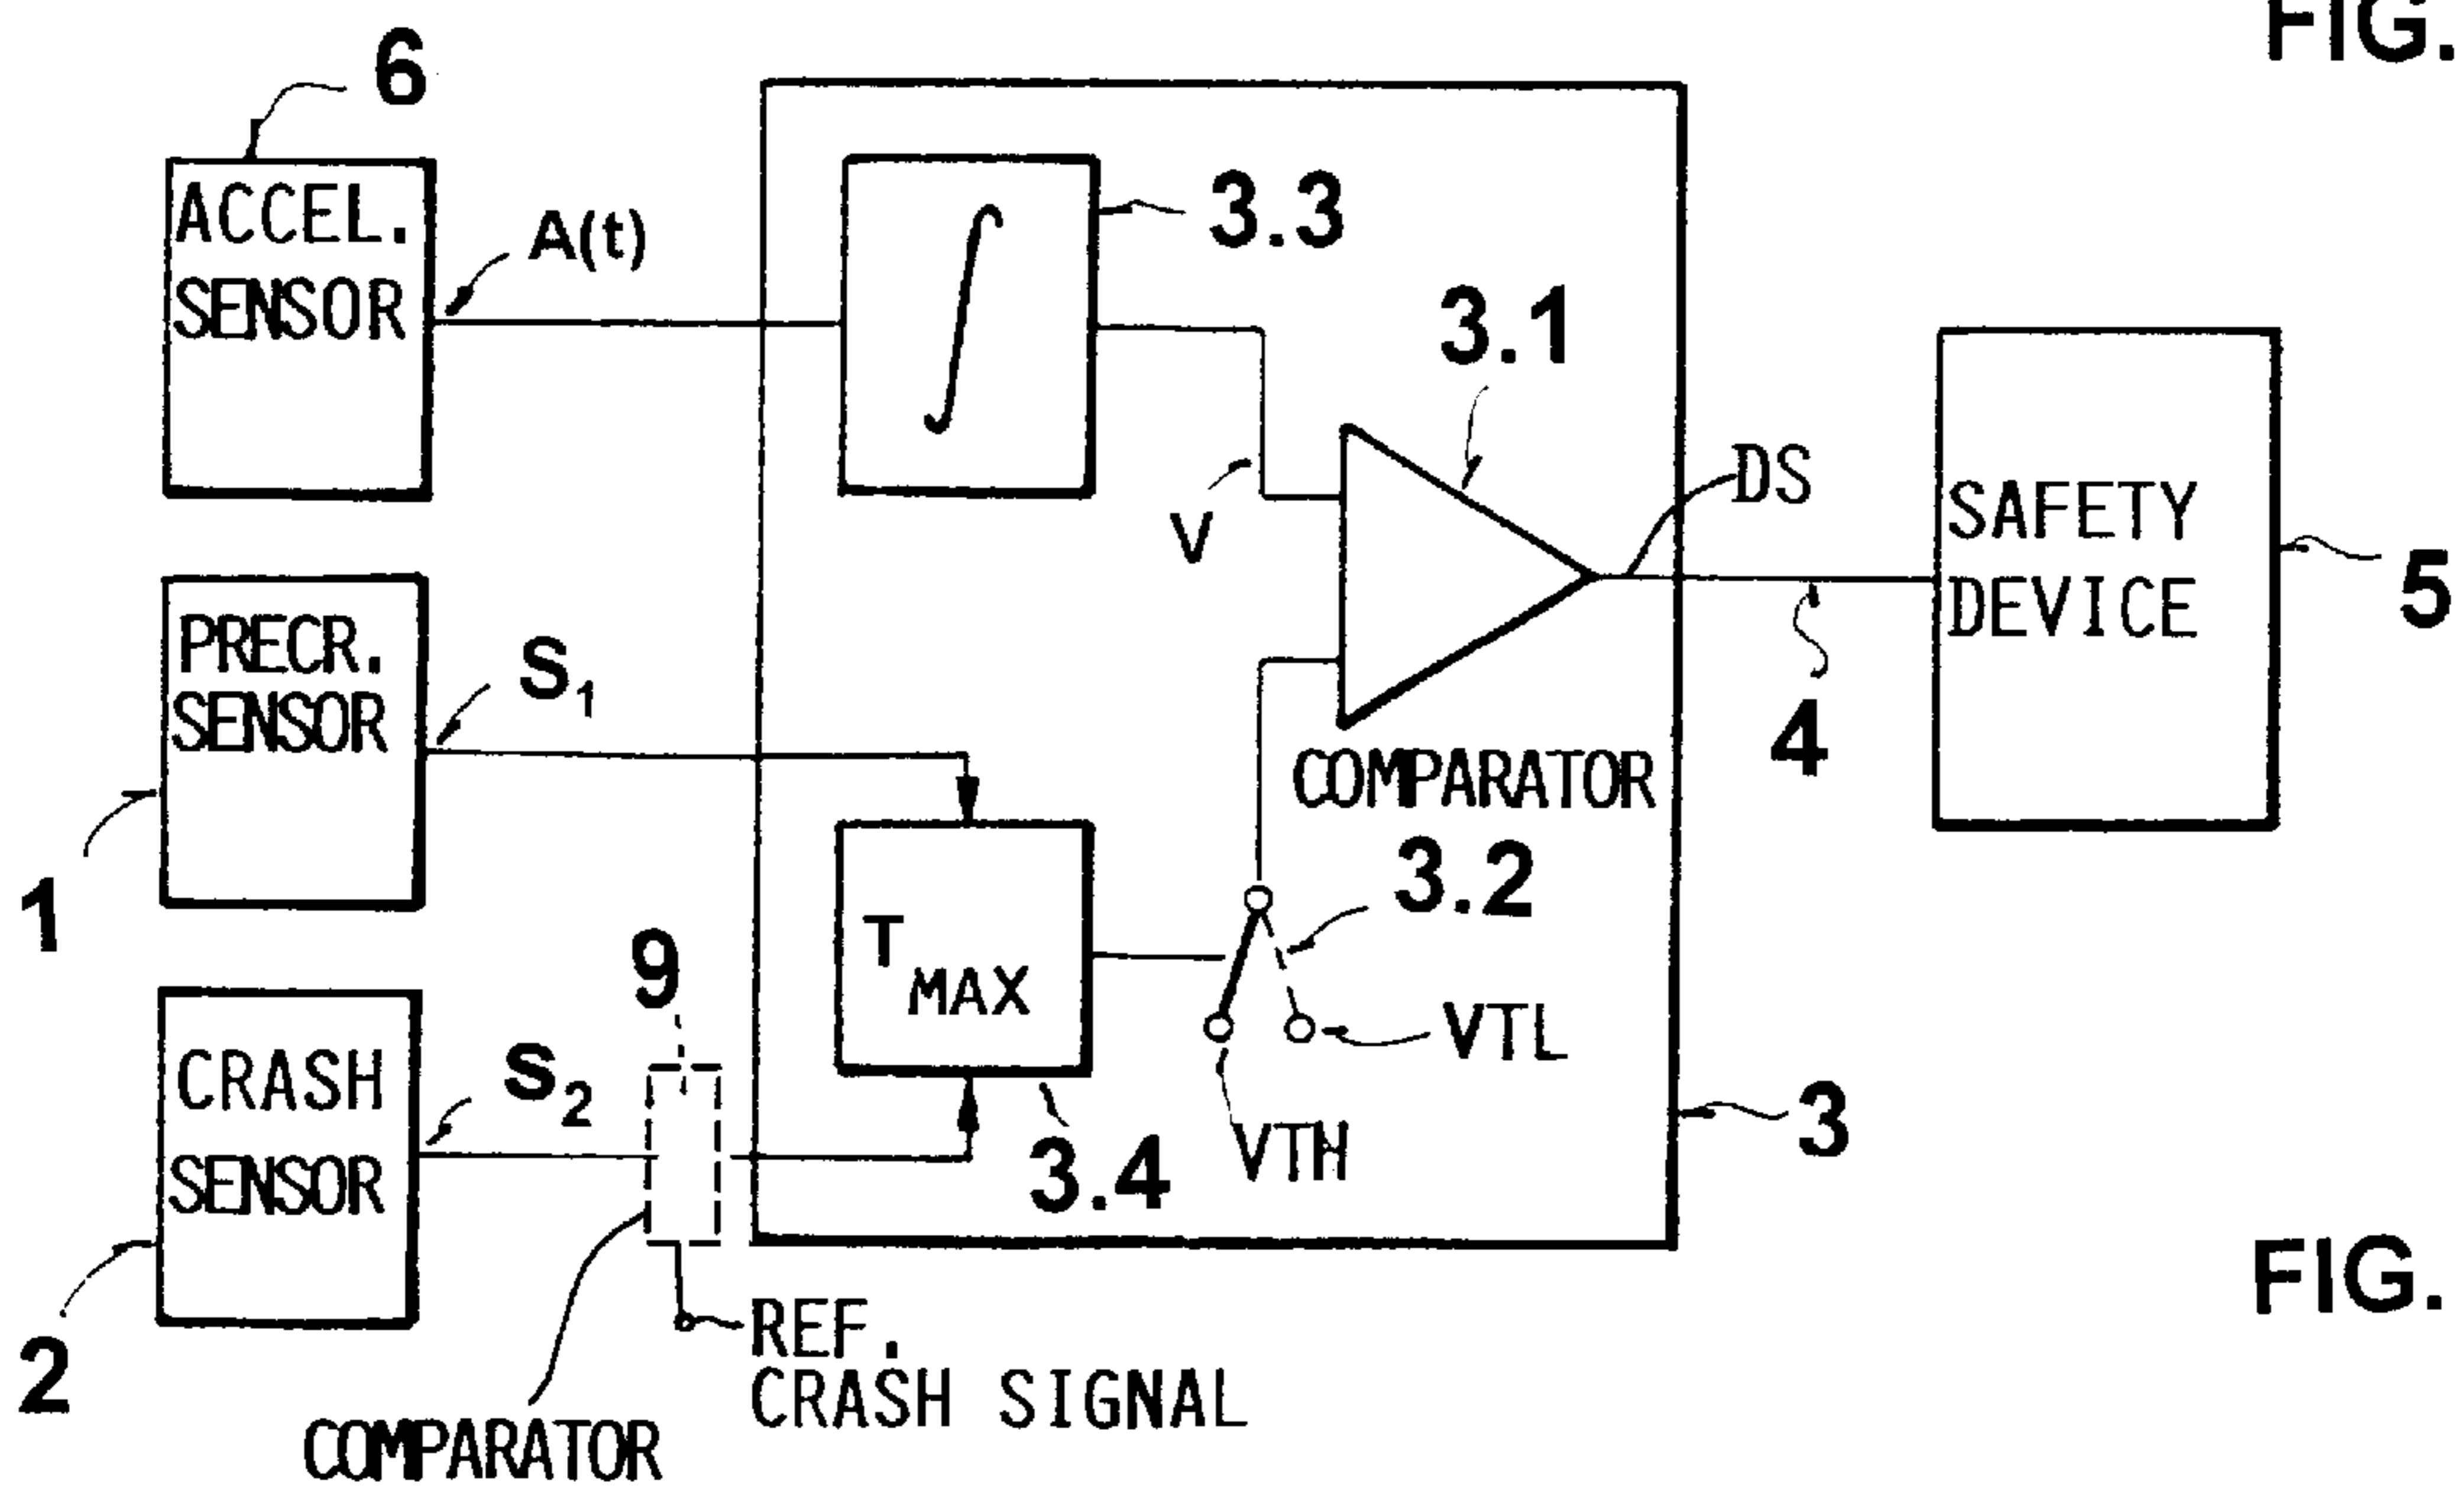 FIG.
6
ACCEL.
SENSOR
A(t)
3.3
3.1
V
DS
SAFETY
DEVICE
5
4
PRECR.
SENSOR
S1
1
COMPARATOR
3.2
TMAX
9
VTL
VTH
CRASH
SENSOR
S2
3.4
3
2
REF.
CRASH SIGNAL
COMPARATOR
FIG.